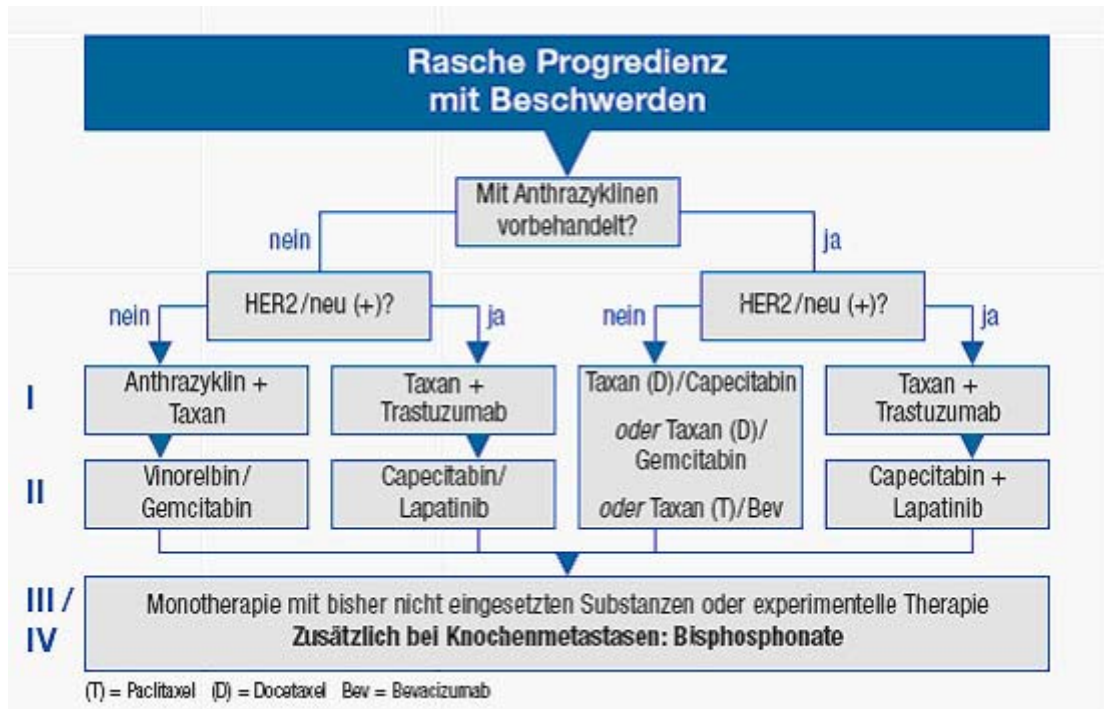 Rasche Progredienz
mit Beschwerden
Mit Anthrazyklinen
vorbehandelt?
nein
ja
HER2/neu (+)?
HER2/neu (+)?
nein
ja
nein
ja
I
Anthrazyklin +
Taxan
Taxan +
Trastuzumab
Taxan (D)/Capecitabin
oder Taxan (D)/
Gemcitabin
oder Taxan (T)/Bev
Taxan +
Trastuzumab
II
Vinorelbin/
Gemcitabin
Capecitabin/
Lapatinib
Capecitabin +
Lapatinib
III /
IV
Monotherapie mit bisher nicht eingesetzten Substanzen oder experimentelle Therapie
Zusätzlich bei Knochenmetastasen: Bisphosphonate
(T) = Paclitaxel (D) = Docetaxel Bev = Bevacizumab